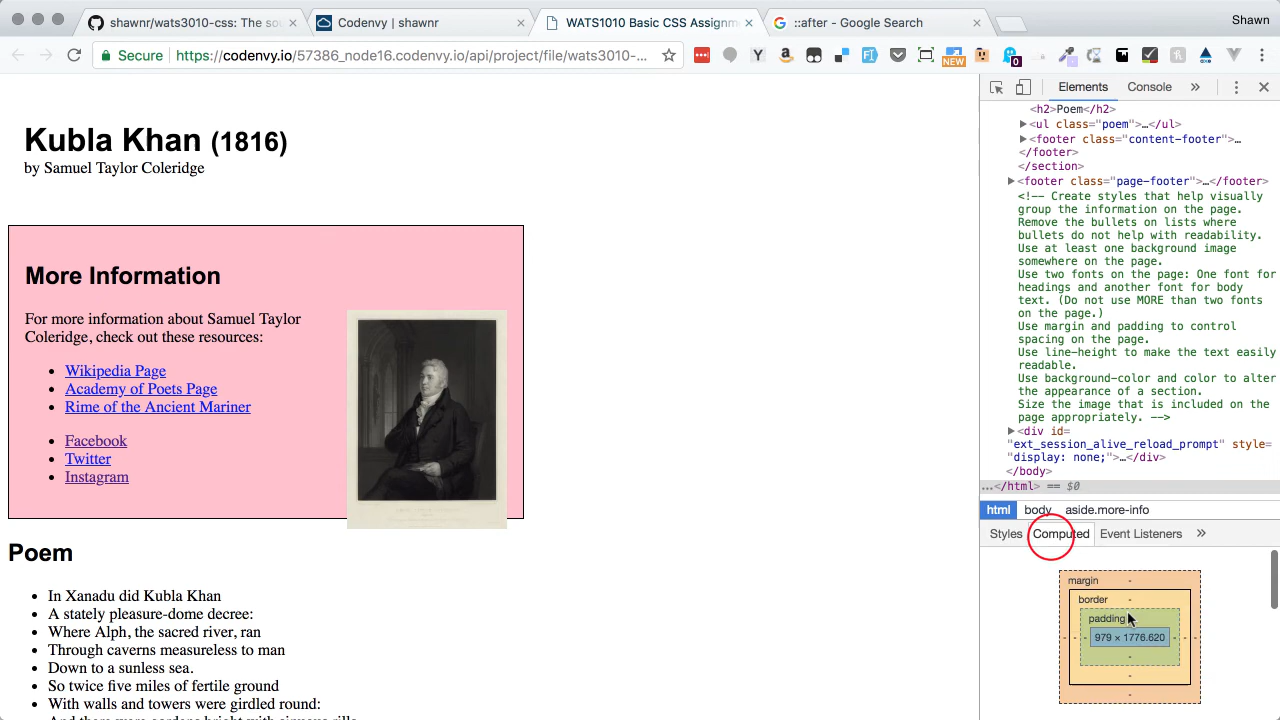 shawnr/wats3010-css: The sou
Codenvy | shawnr
WATS1010 Basic CSS Assignm
::after - Google Search
Shawn
Secure
https://codenvy.io/57386_node16.codenvy.io/api/project/file/wats3010-...
NEW
0
Elements
Console
Kubla Khan (1816)
by Samuel Taylor Coleridge
More Information
For more information about Samuel Taylor
Coleridge, check out these resources:
Wikipedia Page
Academy of Poets Page
Rime of the Ancient Mariner
Facebook
Twitter
Instagram
Poem
In Xanadu did Kubla Khan
A stately pleasure-dome decree:
Where Alph, the sacred river, ran
Through caverns measureless to man
Down to a sunless sea.
So twice five miles of fertile ground
With walls and towers were girdled round:
<h2>Poem</h2>
<ul class="poem">…</ul>
<footer class="content-footer">…
</footer>
</section>
<footer class="page-footer">…</footer>
<!-- Create styles that help visually
group the information on the page.
Remove the bullets on lists where
bullets do not help with readability.
Use at least one background image
somewhere on the page.
Use two fonts on the page: One font for
headings and another font for body
text. (Do not use MORE than two fonts
on the page.)
Use margin and padding to control
spacing on the page.
Use line-height to make the text easily
readable.
Use background-color and color to alter
the appearance of a section.
Size the image that is included on the
page appropriately. -->
<div id=
"ext_session_alive_reload_prompt" style=
"display: none;">…</div>
</body>
…</html> == $0
html body aside.more-info
Styles Computed Event Listeners
margin -
border -
padding
- - 979 × 1776.620 - -
-
-
-